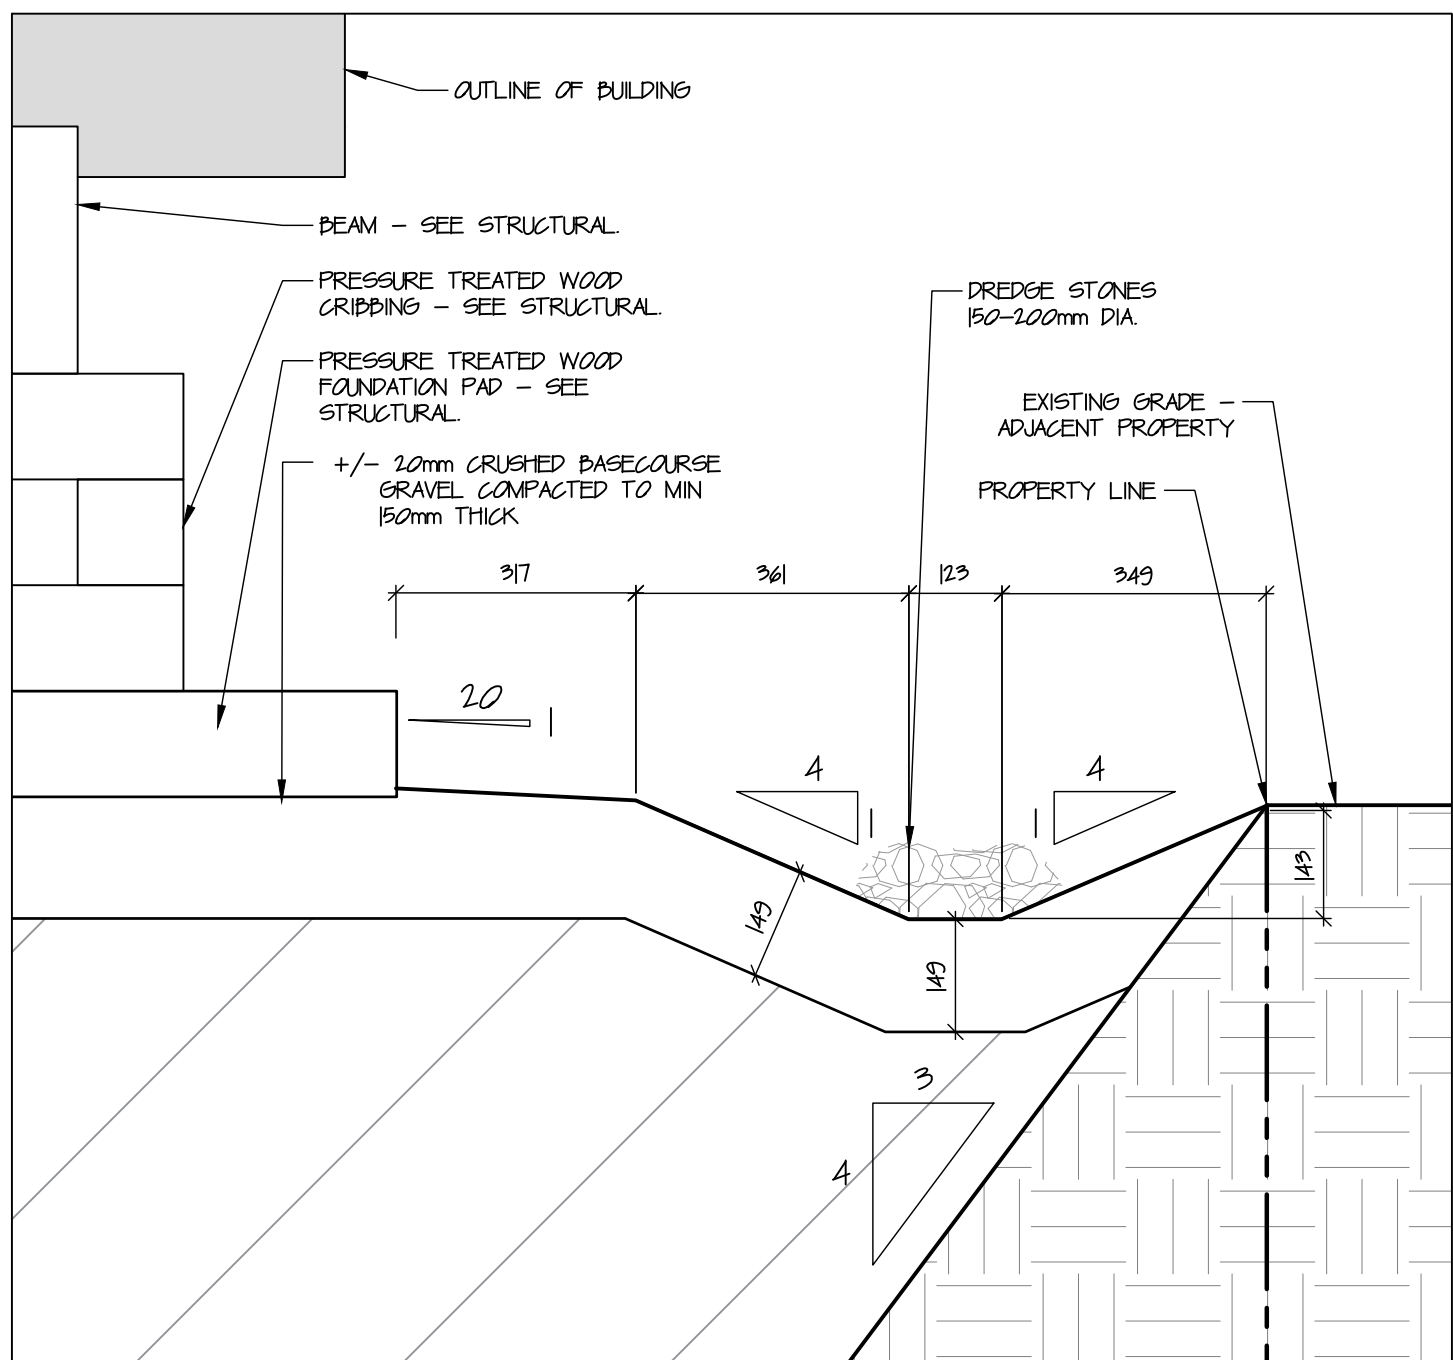 OUTLINE OF BUILDING
BEAM - SEE STRUCTURAL.
PRESSURE TREATED WOOD
CRIBBING - SEE STRUCTURAL.
PRESSURE TREATED WOOD
FOUNDATION PAD - SEE
STRUCTURAL.
+/- 20mm CRUSHED BASECOURSE
GRAVEL COMPACTED TO MIN
150mm THICK
DREDGE STONES
150-200mm DIA.
EXISTING GRADE -
ADJACENT PROPERTY
PROPERTY LINE
317
361
123
349
20
1
4
1
4
1
143
149
149
3
4